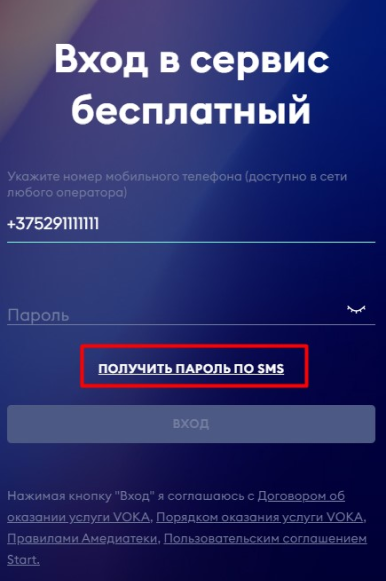 Вход в сервис
бесплатный
Укажите номер мобильного телефона (доступно в сети
любого оператора)
+375291111111
Пароль
ПОЛУЧИТЬ ПАРОЛЬ ПО SMS
ВХОД
Нажимая кнопку "Вход" я соглашаюсь с Договором об
оказании услуги VOKA, Порядком оказания услуги VOKA,
Правилами Амедиатеки, Пользовательским соглашением
Start.